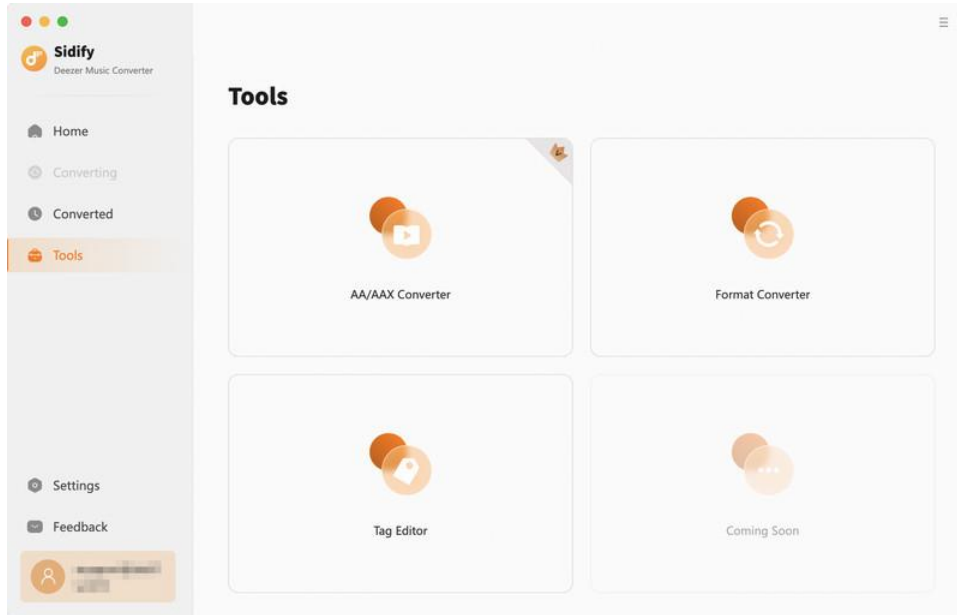 Sidify
Deezer Music Converter
Home
Converting
Converted
Tools
Settings
Feedback
Tools
AA/AAX Converter
Format Converter
Tag Editor
Coming Soon